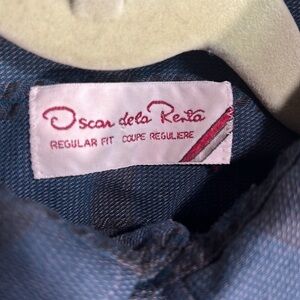 Oscar de la Renta
REGULAR FIT COUPE REGULIERE